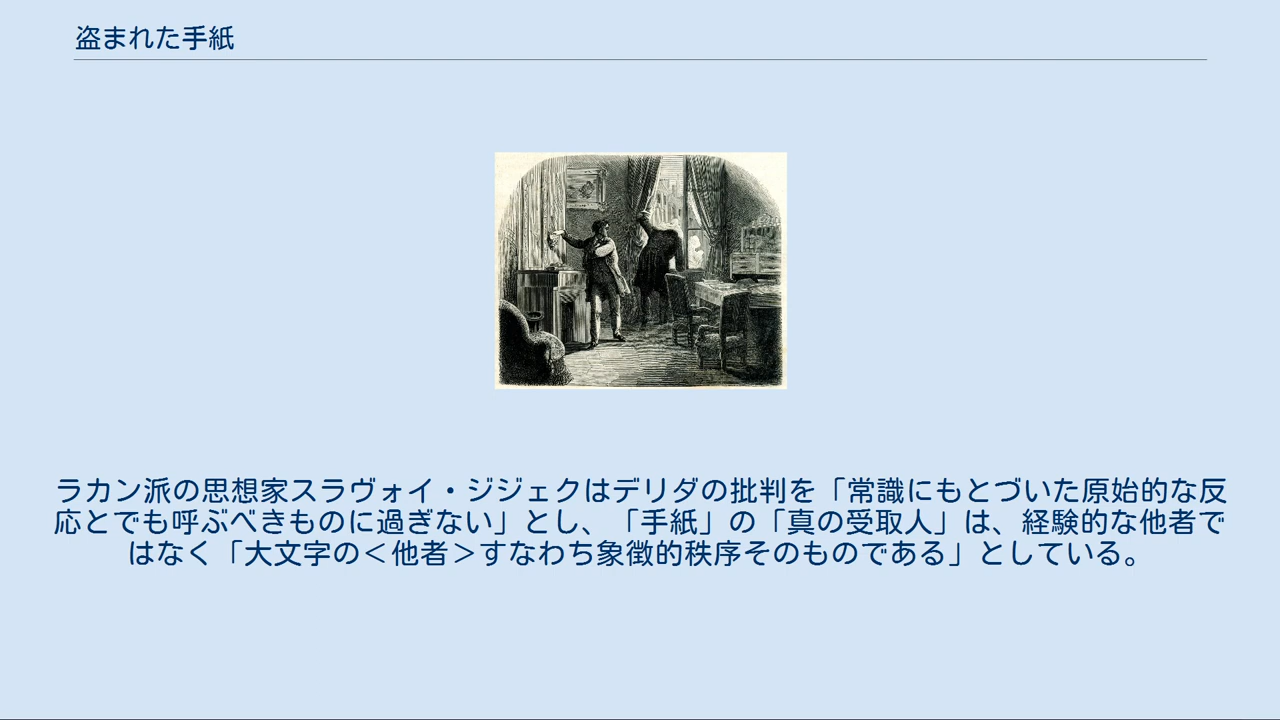 盗まれた手紙
ラカン派の思想家スラヴォイ・ジジェクはデリダの批判を「常識にもとづいた原始的な反
応とでも呼ぶべきものに過ぎない」とし、「手紙」の「真の受取人」は、経験的な他者で
はなく「大文字の＜他者＞すなわち象徴的秩序そのものである」としている。